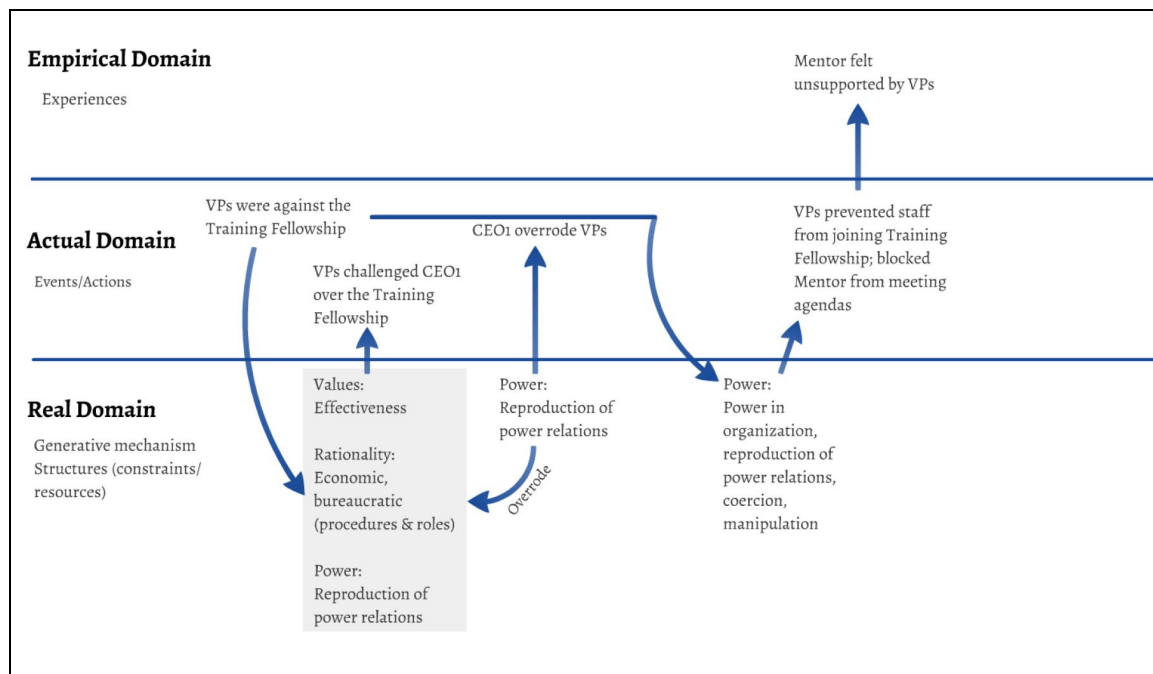 Empirical Domain
Experiences
Mentor felt
unsupported by VPs
Actual Domain
Events/Actions
VPs were against the
Training Fellowship
VPs challenged CEO1
over the Training
Fellowship
CEO1 overrode VPs
VPs prevented staff
from joining Training
Fellowship; blocked
Mentor from meeting
agendas
Real Domain
Generative mechanism
Structures (constraints/
resources)
Values:
Effectiveness
Rationality:
Economic,
bureaucratic
(procedures & roles)
Power:
Reproduction of
power relations
Power:
Reproduction of
power relations
Overrode
Power:
Power in
organization,
reproduction of
power relations,
coercion,
manipulation